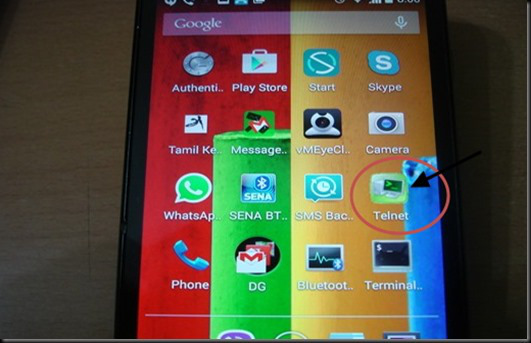 Google
Authenti.. Play Store Start Skype
Tamil Ke.. Message.. vMEyeCl.. Camera
WhatsAp.. SENA BT.. SMS Bac.. Telnet
SENA
Phone DG Bluetoot.. Terminal..